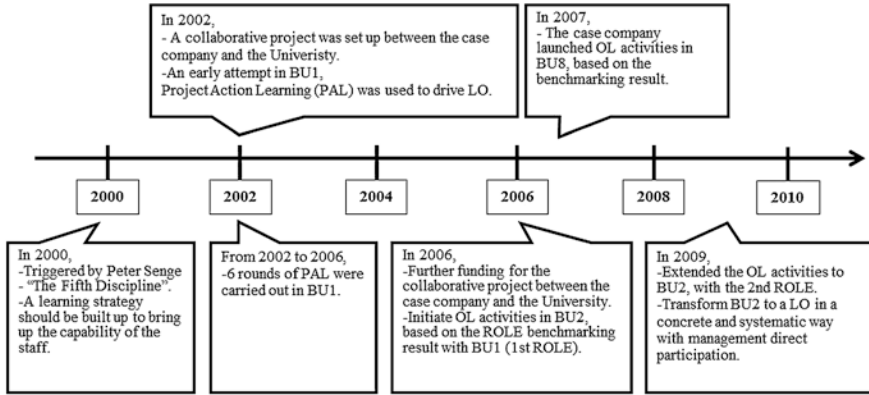 In 2002,
- A collaborative project was set up between the case
company and the Univeristy.
-An early attempt in BU1,
Project Action Learning (PAL) was used to drive LO.
In 2007,
- The case company
launched OL activities in
BU8, based on the
benchmarking result.
2000
2002
2004
2006
2008
2010
In 2000,
-Triggered by Peter Senge
- “The Fifth Discipline”.
-A learning strategy
should be built up to bring
up the capability of the
staff.
From 2002 to 2006,
-6 rounds of PAL were
carried out in BU1.
In 2006,
-Further funding for the
collaborative project between the
case company and the University.
-Initiate OL activities in BU2,
based on the ROLE benchmarking
result with BU1 (1st ROLE).
In 2009,
-Extended the OL activities to
BU2, with the 2nd ROLE.
-Transform BU2 to a LO in a
concrete and systematic way
with management direct
participation.